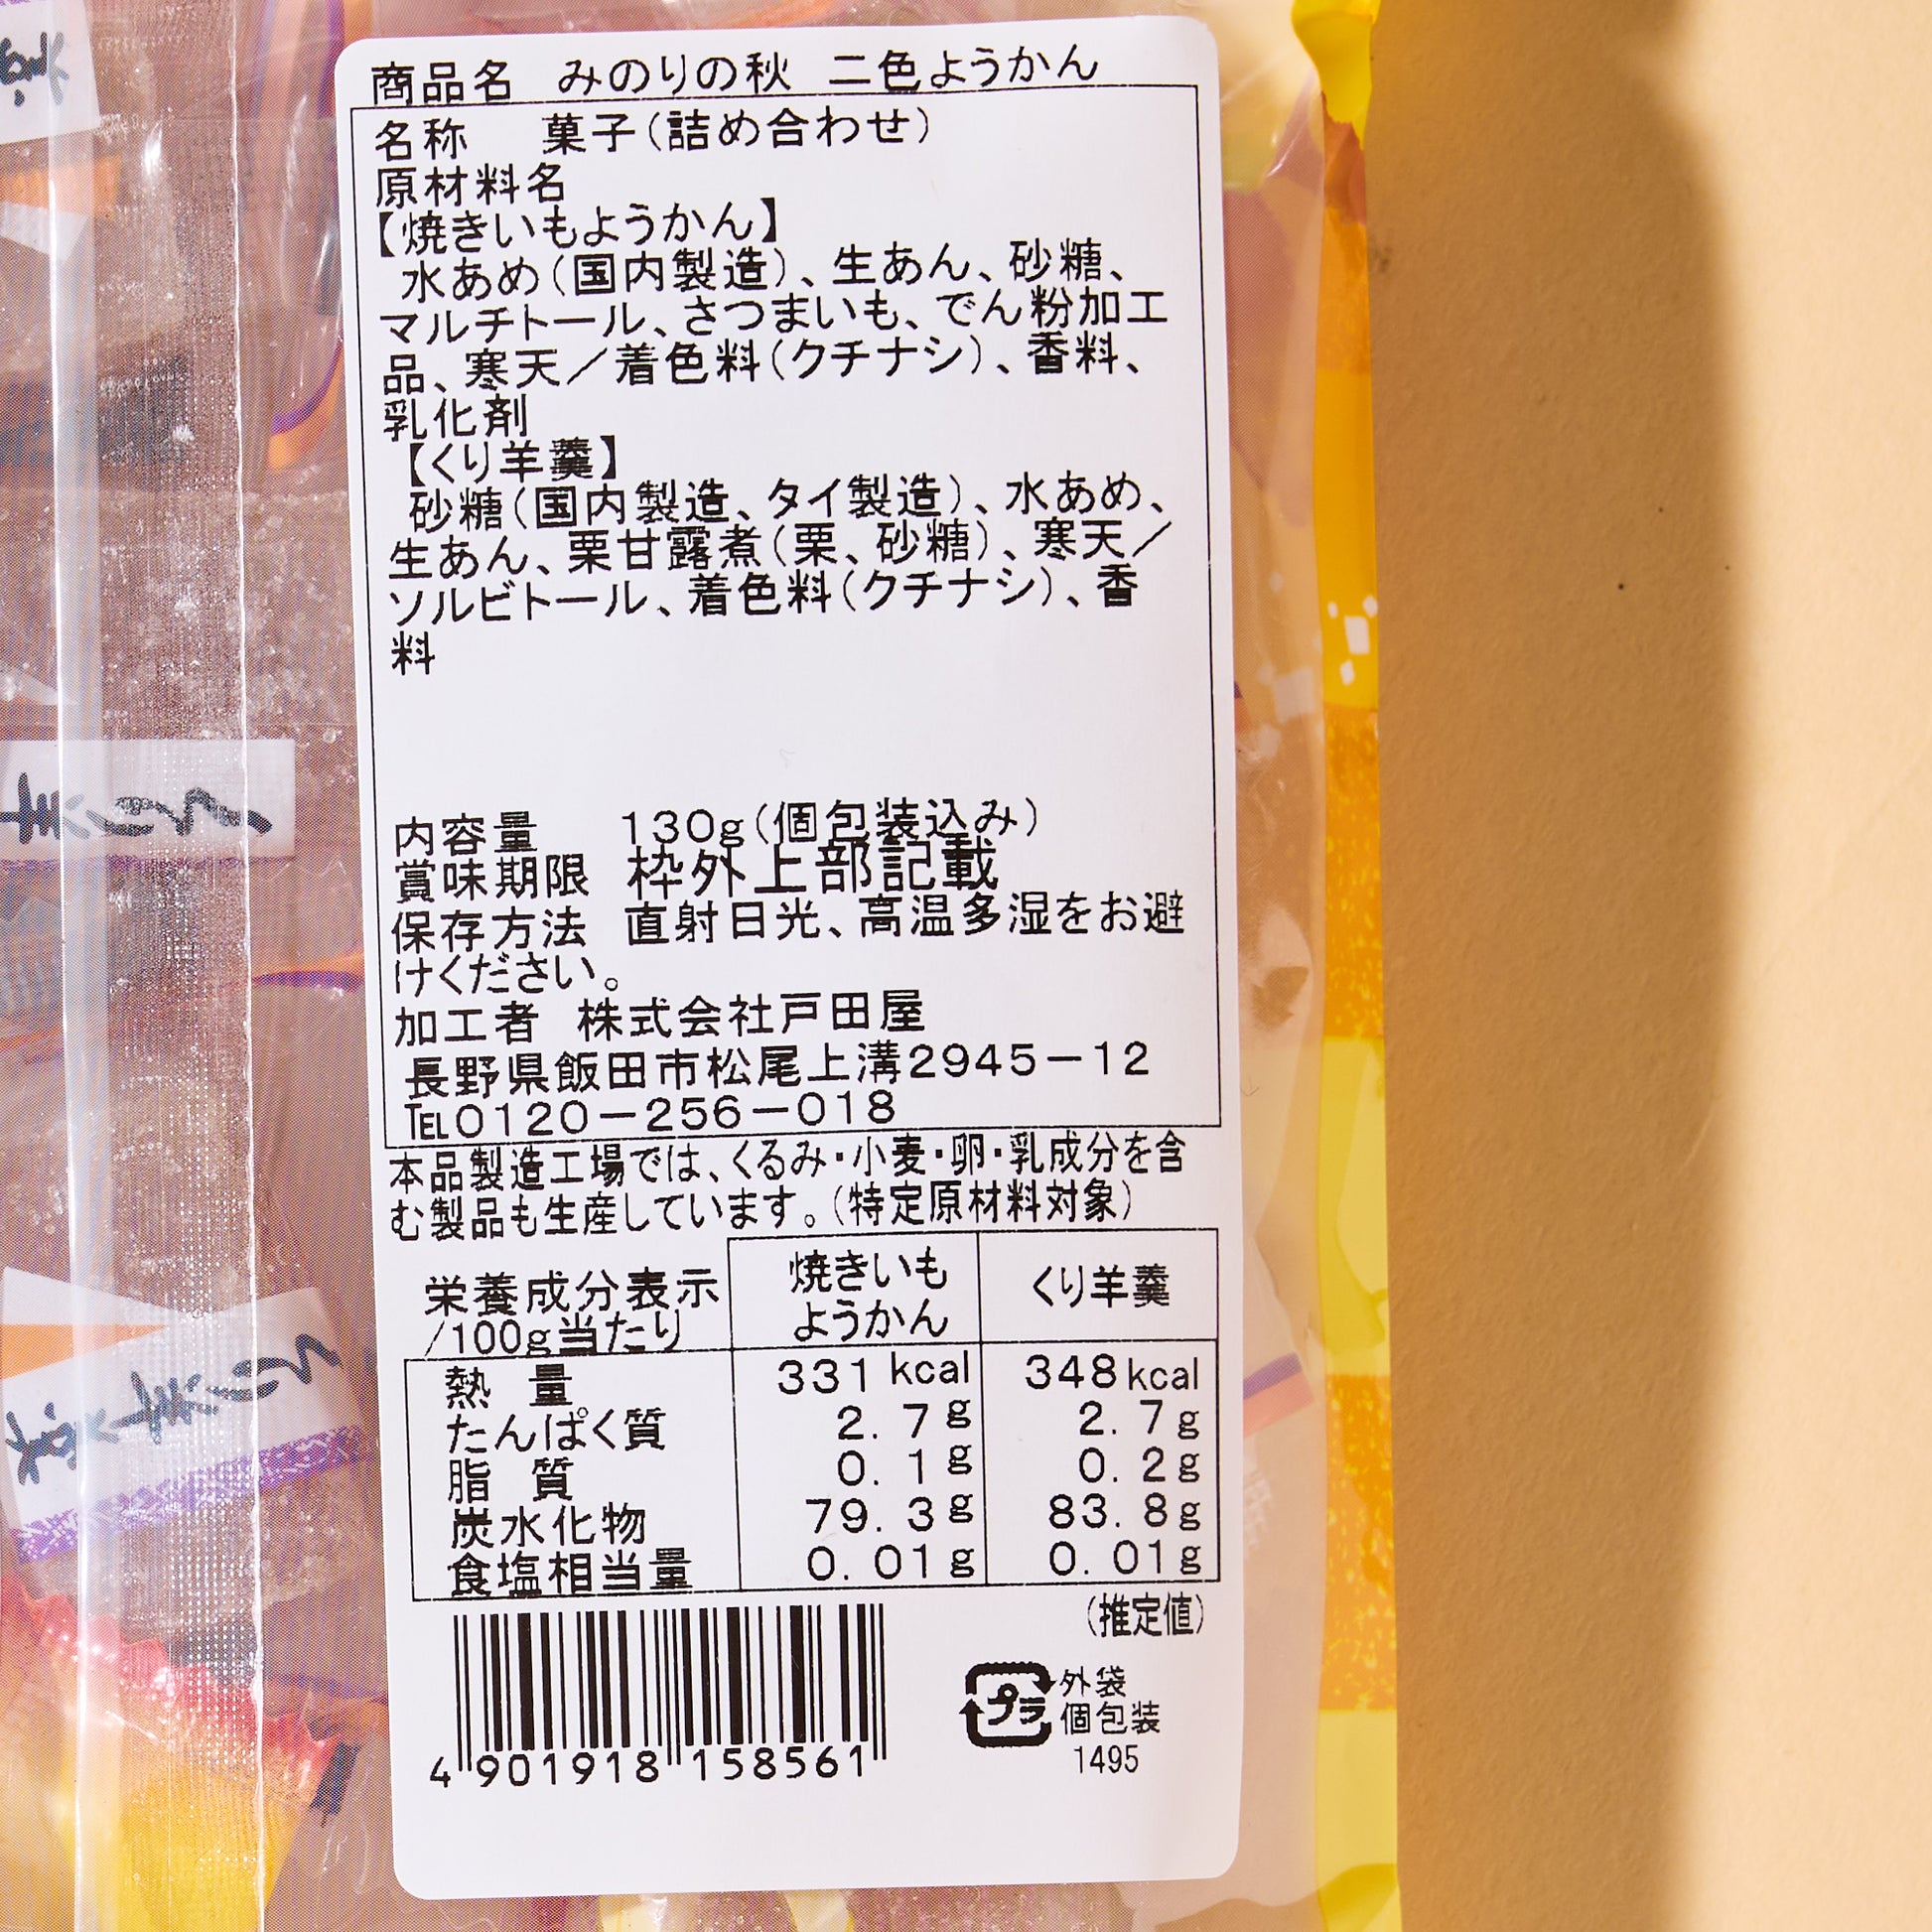 商品名 みのりの秋 二色ようかん
名称 菓子(詰め合わせ)
原材料名
【焼きいもようかん】
水あめ(国内製造)、生あん、砂糖、
マルチトール、さつまいも、でん粉加工
品、寒天／着色料(クチナシ)、香料、
乳化剤
【くり羊羹】
砂糖(国内製造、タイ製造)、水あめ、
生あん、栗甘露煮(栗、砂糖)、寒天／
ソルビトール、着色料(クチナシ)、香
料
内容量 130g(個包装込み)
賞味期限 枠外上部記載
保存方法 直射日光、高温多湿をお避
けください。
加工者 株式会社戸田屋
長野県飯田市松尾上溝2945－12
℡0120－256－018
本品製造工場では、くるみ・小麦・卵・乳成分を含
む製品も生産しています。(特定原材料対象)
栄養成分表示
/100g当たり
焼きいも
ようかん
くり羊羹
熱 量 331kcal 348kcal
たんぱく質 2.7g 2.7g
脂 質 0.1g 0.2g
炭水化物 79.3g 83.8g
食塩相当量 0.01g 0.01g
(推定値)
プラ
外袋
個包装
1495
4 901918 158561
くり羊
くり羊羹